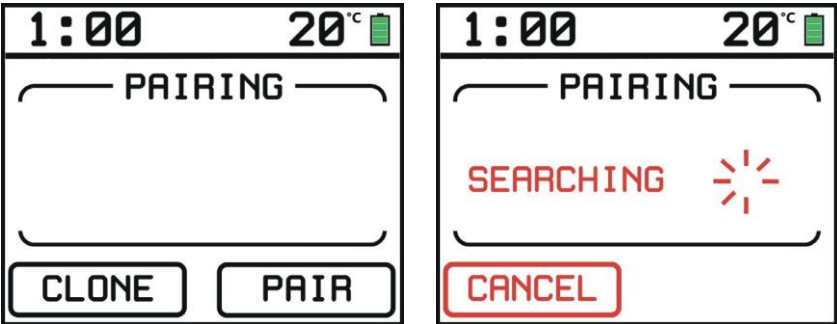 1:00 20°C
PAIRING
CLONE PAIR
1:00 20°C
PAIRING
SEARCHING
CANCEL